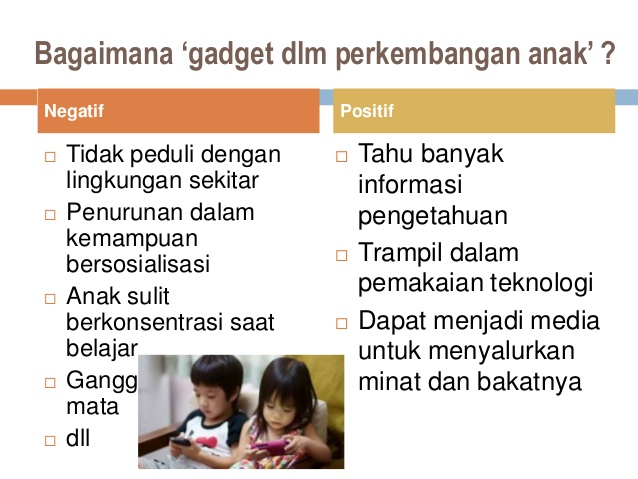 Bagaimana ‘gadget dlm perkembangan anak’ ?
Negatif
Tidak peduli dengan
lingkungan sekitar
Penurunan dalam
kemampuan
bersosialisasi
Anak sulit
berkonsentrasi saat
belajar
Gangg
mata
dll
Positif
Tahu banyak
informasi
pengetahuan
Trampil dalam
pemakaian teknologi
Dapat menjadi media
untuk menyalurkan
minat dan bakatnya